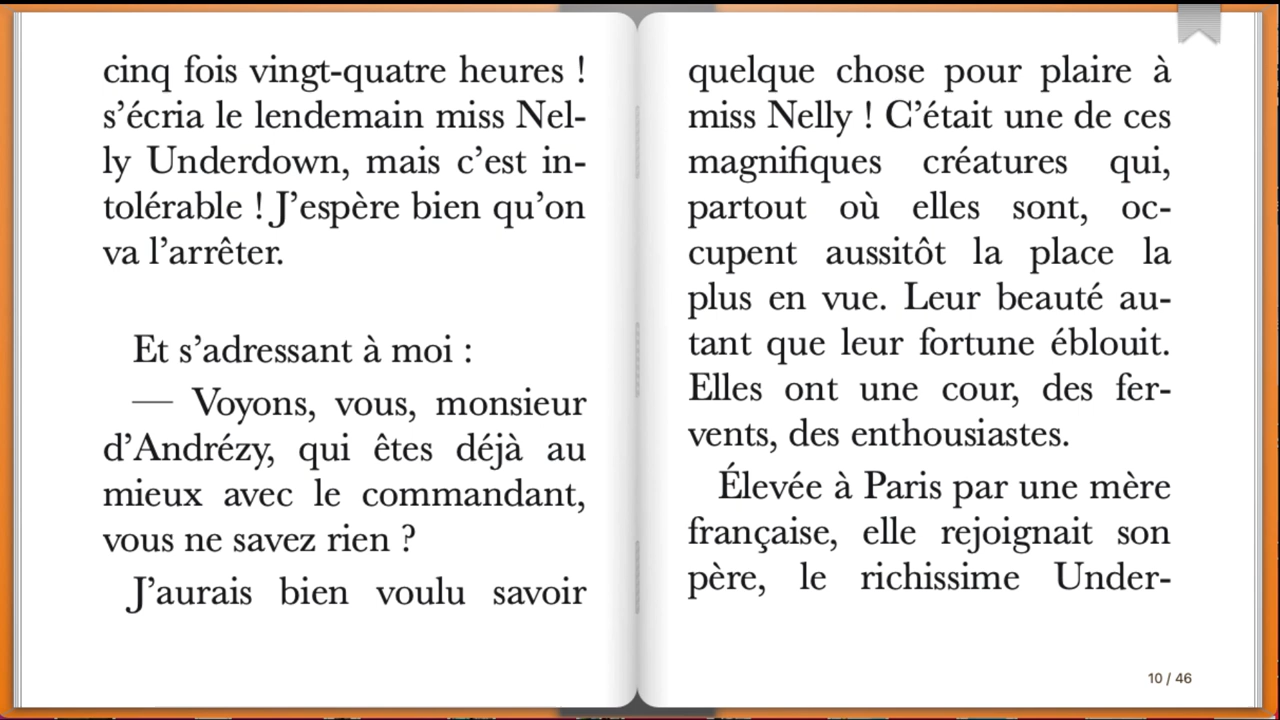 cinq fois vingt-quatre heures !
s’écria le lendemain miss Nel-
ly Underdown, mais c’est in-
tolérable ! J’espère bien qu’on
va l’arrêter.
Et s’adressant à moi :
— Voyons, vous, monsieur
d’Andrézy, qui êtes déjà au
mieux avec le commandant,
vous ne savez rien ?
J’aurais bien voulu savoir
quelque chose pour plaire à
miss Nelly ! C’était une de ces
magnifiques créatures qui,
partout où elles sont, oc-
cupent aussitôt la place la
plus en vue. Leur beauté au-
tant que leur fortune éblouit.
Elles ont une cour, des fer-
vents, des enthousiastes.
Élevée à Paris par une mère
française, elle rejoignait son
père, le richissime Under-
10 / 46